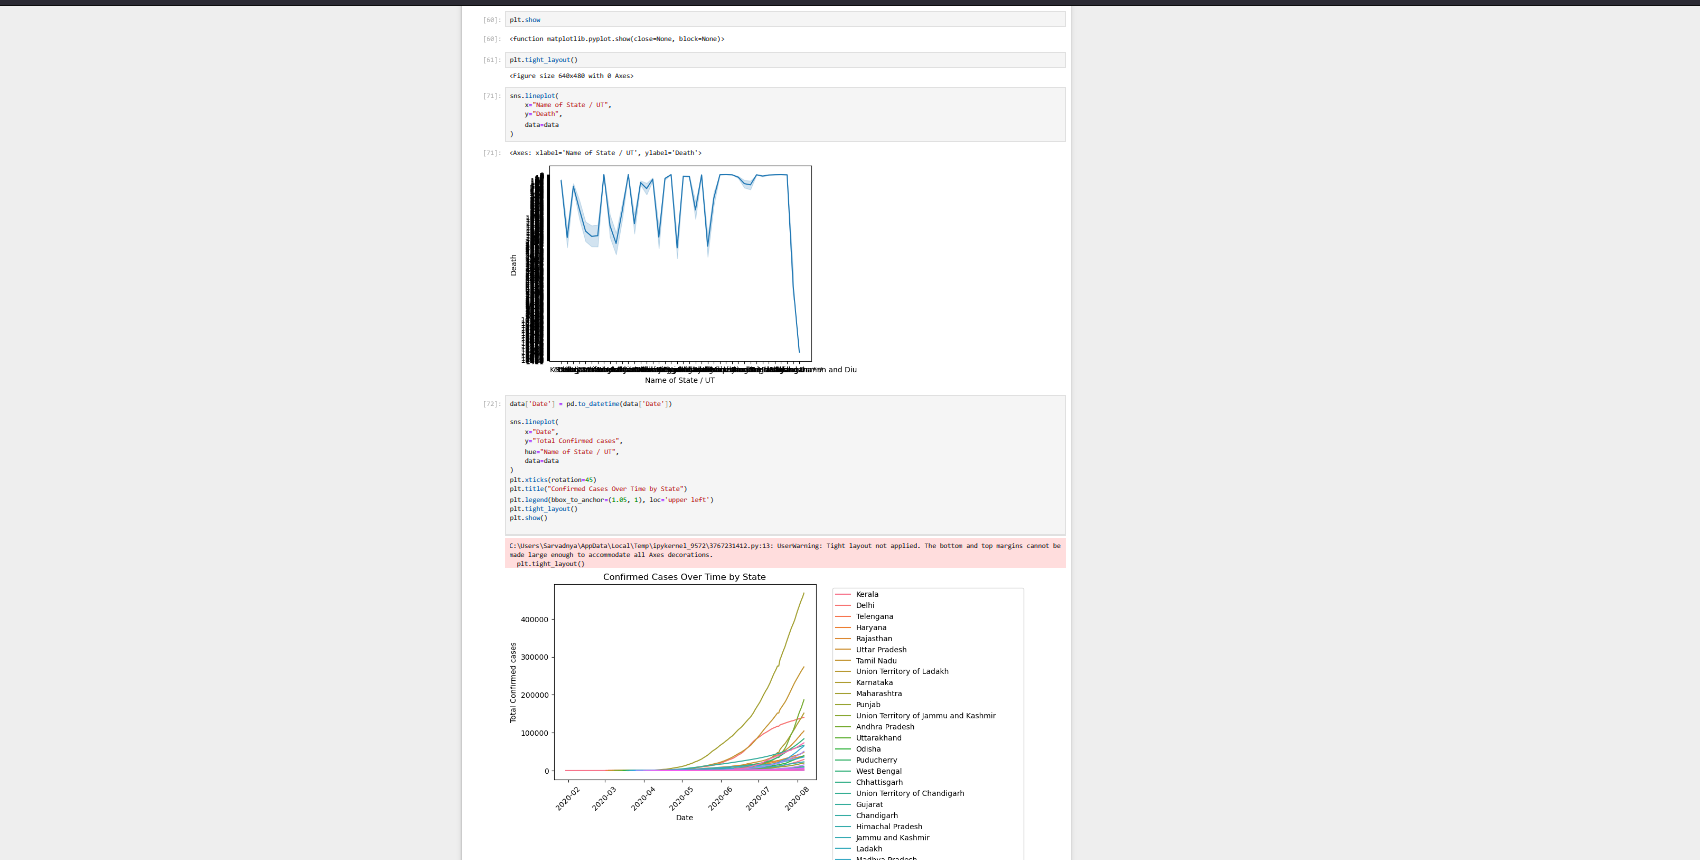 [60]: plt.show
[60]: <function matplotlib.pyplot.show(close=None, block=None)>
[61]: plt.tight_layout()
<Figure size 640x480 with 0 Axes>
[71]: sns.lineplot(
x="Name of State / UT",
y="Death",
data=data
)
[71]: <Axes: xlabel='Name of State / UT', ylabel='Death'>
Death
Name of State / UT
[72]: data['Date'] = pd.to_datetime(data['Date'])
sns.lineplot(
x="Date",
y="Total Confirmed cases",
hue="Name of State / UT",
data=data
)
plt.xticks(rotation=45)
plt.title("Confirmed Cases Over Time by State")
plt.legend(bbox_to_anchor=(1.05, 1), loc='upper left')
plt.tight_layout()
plt.show()
C:\Users\Sarvadnya\AppData\Local\Temp\ipykernel_9572\3767231412.py:13: UserWarning: Tight layout not applied. The bottom and top margins cannot be
made large enough to accommodate all Axes decorations.
plt.tight_layout()
Confirmed Cases Over Time by State
Total Confirmed cases
400000
300000
200000
100000
0
2020-02
2020-03
2020-04
2020-05
2020-06
2020-07
2020-08
Date
Kerala
Delhi
Telengana
Haryana
Rajasthan
Uttar Pradesh
Tamil Nadu
Union Territory of Ladakh
Karnataka
Maharashtra
Punjab
Union Territory of Jammu and Kashmir
Andhra Pradesh
Uttarakhand
Odisha
Puducherry
West Bengal
Chhattisgarh
Union Territory of Chandigarh
Gujarat
Chandigarh
Himachal Pradesh
Jammu and Kashmir
Ladakh
Madhya Pradesh